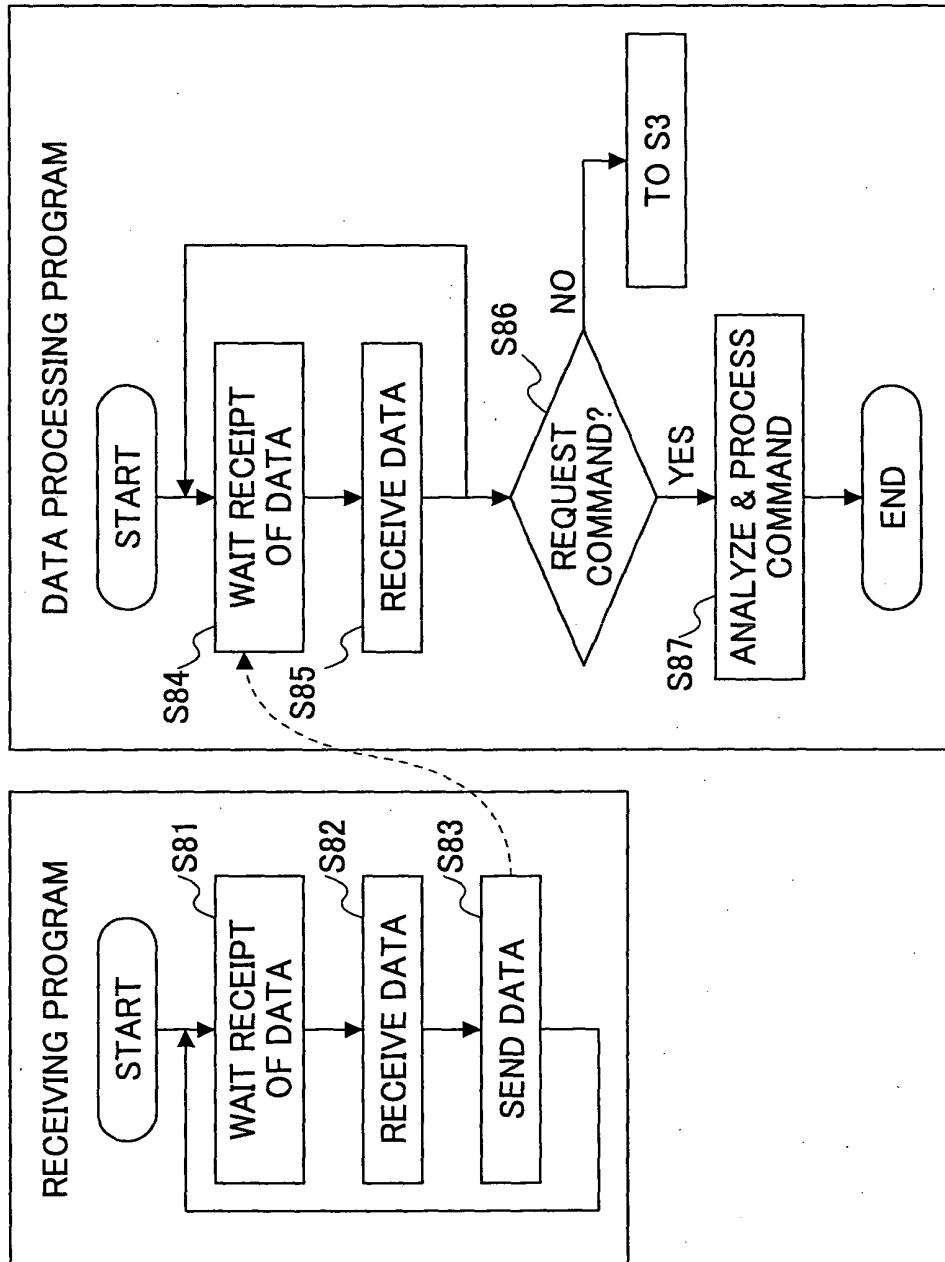 RECEIVING PROGRAM
START
S81
WAIT RECEIPT
OF DATA
S82
RECEIVE DATA
S83
SEND DATA
DATA PROCESSING PROGRAM
START
S84
WAIT RECEIPT
OF DATA
S85
RECEIVE DATA
S86
REQUEST
COMMAND?
NO
TO S3
YES
S87
ANALYZE & PROCESS
COMMAND
END